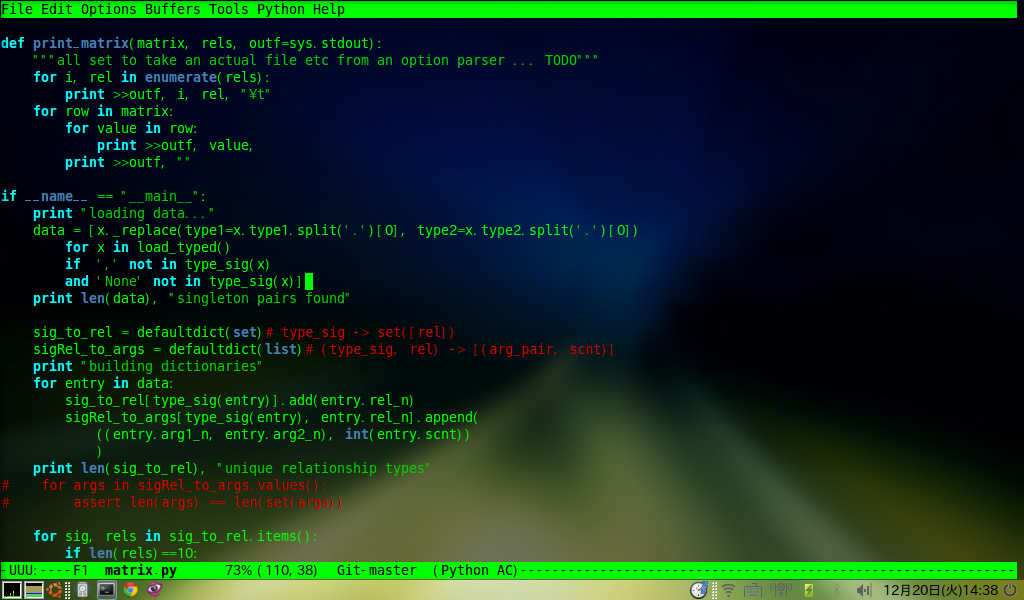 File Edit Options Buffers Tools Python Help
def print_matrix(matrix, rels, outf=sys.stdout):
    """all set to take an actual file etc from an option parser ... TODO"""
    for i, rel in enumerate(rels):
        print >>outf, i, rel, "¥t"
    for row in matrix:
        for value in row:
            print >>outf, value,
        print >>outf, ""
if __name__ == "__main__":
    print "loading data..."
    data = [x._replace(type1=x.type1.split('.')[0], type2=x.type2.split('.')[0])
        for x in load_typed()
        if ',' not in type_sig(x)
        and 'None' not in type_sig(x)]
    print len(data), "singleton pairs found"
    sig_to_rel = defaultdict(set)# type_sig -> set([rel])
    sigRel_to_args = defaultdict(list)# (type_sig, rel) -> [(arg_pair, scnt)]
    print "building dictionaries"
    for entry in data:
        sig_to_rel[type_sig(entry)].add(entry.rel_n)
        sigRel_to_args[type_sig(entry), entry.rel_n].append(
            ((entry.arg1_n, entry.arg2_n), int(entry.scnt))
            )
    print len(sig_to_rel), "unique relationship types"
#    for args in sigRel_to_args.values():
#        assert len(args) == len(set(args))
    for sig, rels in sig_to_rel.items():
        if len(rels)==10:
-UUU:----F1  matrix.py      73% (110,38)  Git-master  (Python AC)--------------------------------------------------------------
12月20日(火)14:38